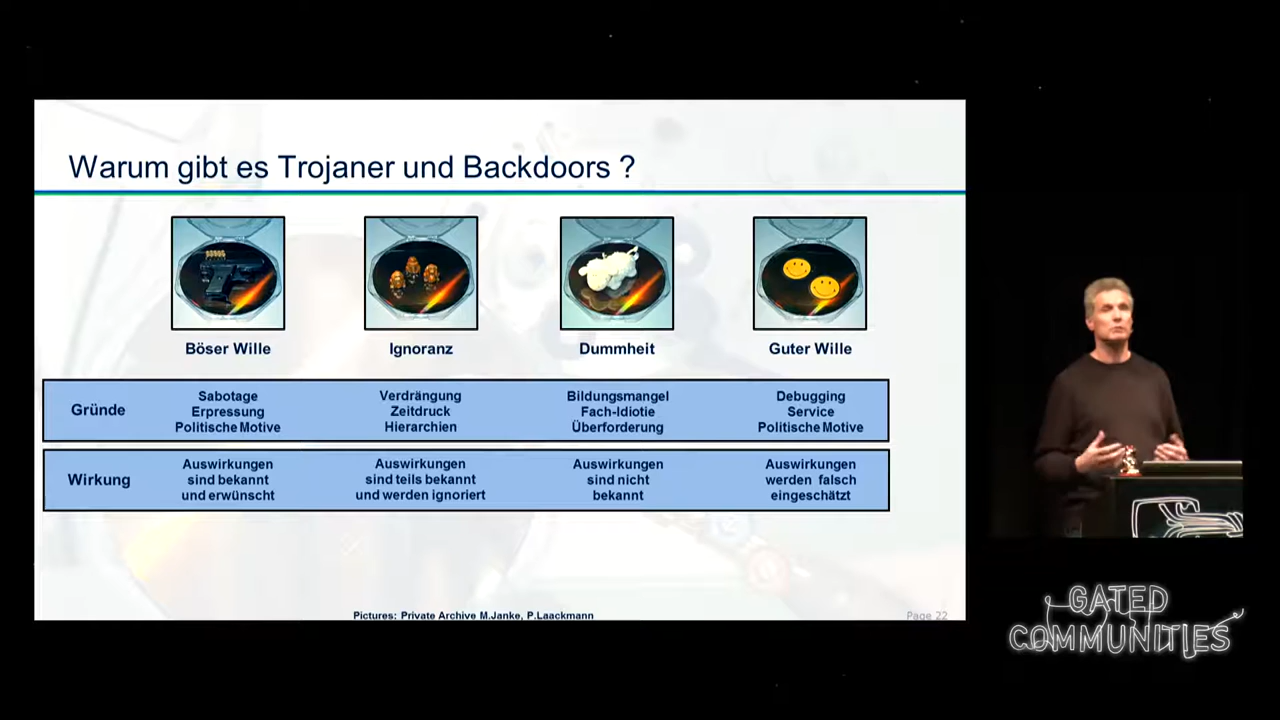 Warum gibt es Trojaner und Backdoors ?
Böser Wille
Ignoranz
Dummheit
Guter Wille
Gründe
Sabotage
Erpressung
Politische Motive
Verdrängung
Zeitdruck
Hierarchien
Bildungsmangel
Fach-Idiotie
Überforderung
Debugging
Service
Politische Motive
Wirkung
Auswirkungen
sind bekannt
und erwünscht
Auswirkungen
sind teils bekannt
und werden ignoriert
Auswirkungen
sind nicht
bekannt
Auswirkungen
werden falsch
eingeschätzt
Pictures: Private Archive M.Janke, P.Laackmann
Page 22
GATED
COMMUNITIES